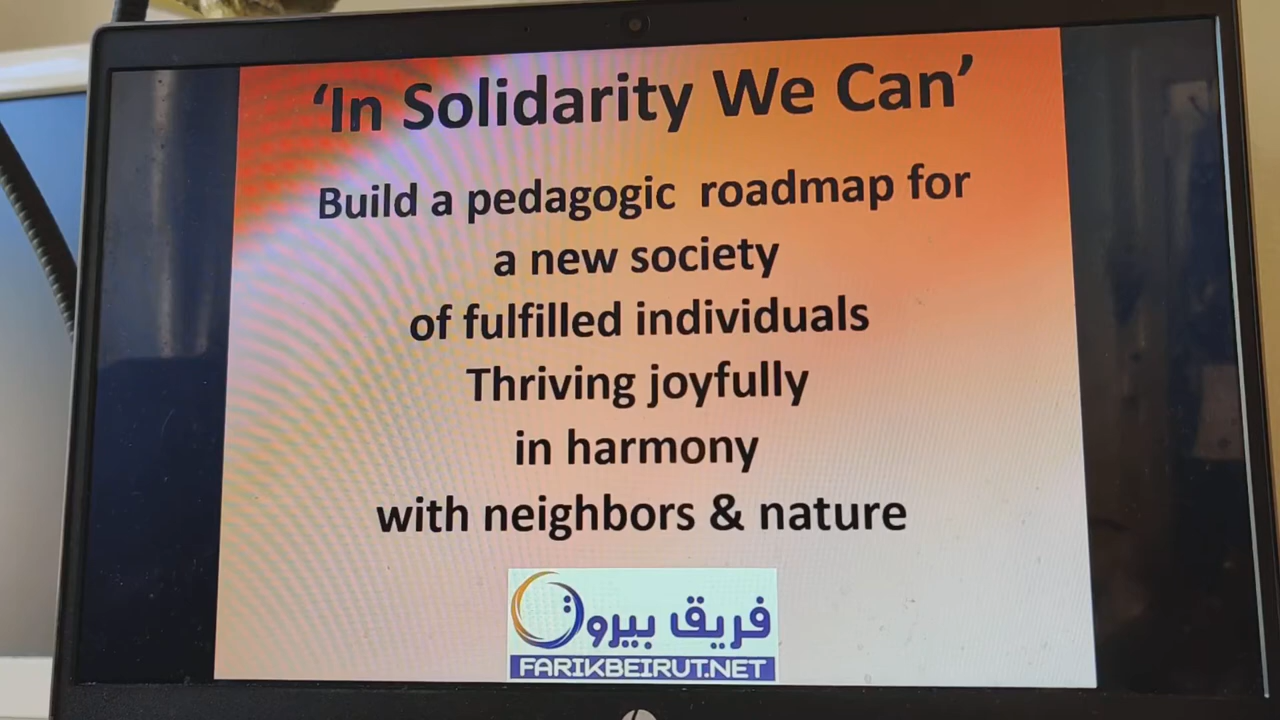 ‘In Solidarity We Can’
Build a pedagogic roadmap for
a new society
of fulfilled individuals
Thriving joyfully
in harmony
with neighbors & nature
فريق بيروت
FARIKBEIRUT.NET